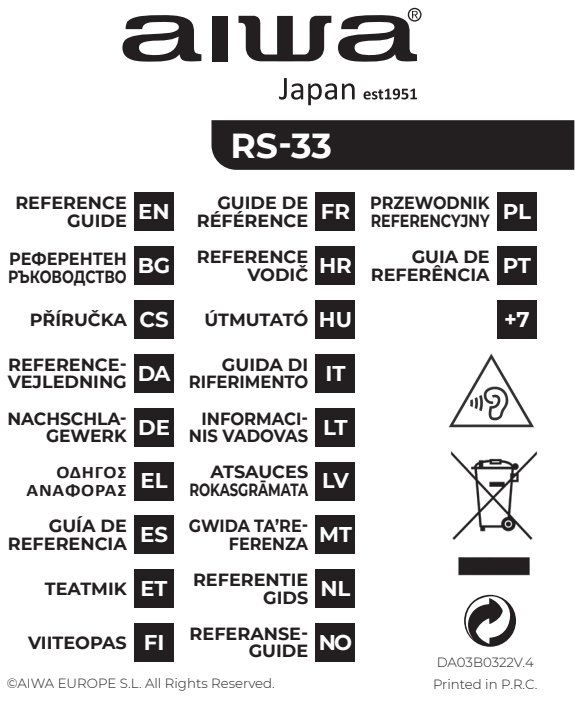 aiwa®
Japan est1951
RS-33
REFERENCE
GUIDE EN
РЕФЕРЕНТЕН
РЪКОВОДСТВО BG
PŘÍRUČKA CS
REFERENCE-
VEJLEDNING DA
NACHSCHLA-
GEWERK DE
ΟΔΗΓΟΣ
ΑΝΑΦΟΡΑΣ EL
GUÍA DE
REFERENCIA ES
TEATMIK ET
VIITEOPAS FI
GUIDE DE
RÉFÉRENCE FR
REFERENCE
VODIČ HR
ÚTMUTATÓ HU
GUIDA DI
RIFERIMENTO IT
INFORMACI-
NIS VADOVAS LT
ATSAUCES
ROKASGRĀMATA LV
GWIDA TA’RE-
FERENZA MT
REFERENTIE
GIDS NL
REFERANSE-
GUIDE NO
PRZEWODNIK
REFERENCYJNY PL
GUIA DE
REFERÊNCIA PT
+7
DA03B0322V.4
©AIWA EUROPE S.L. All Rights Reserved.
Printed in P.R.C.